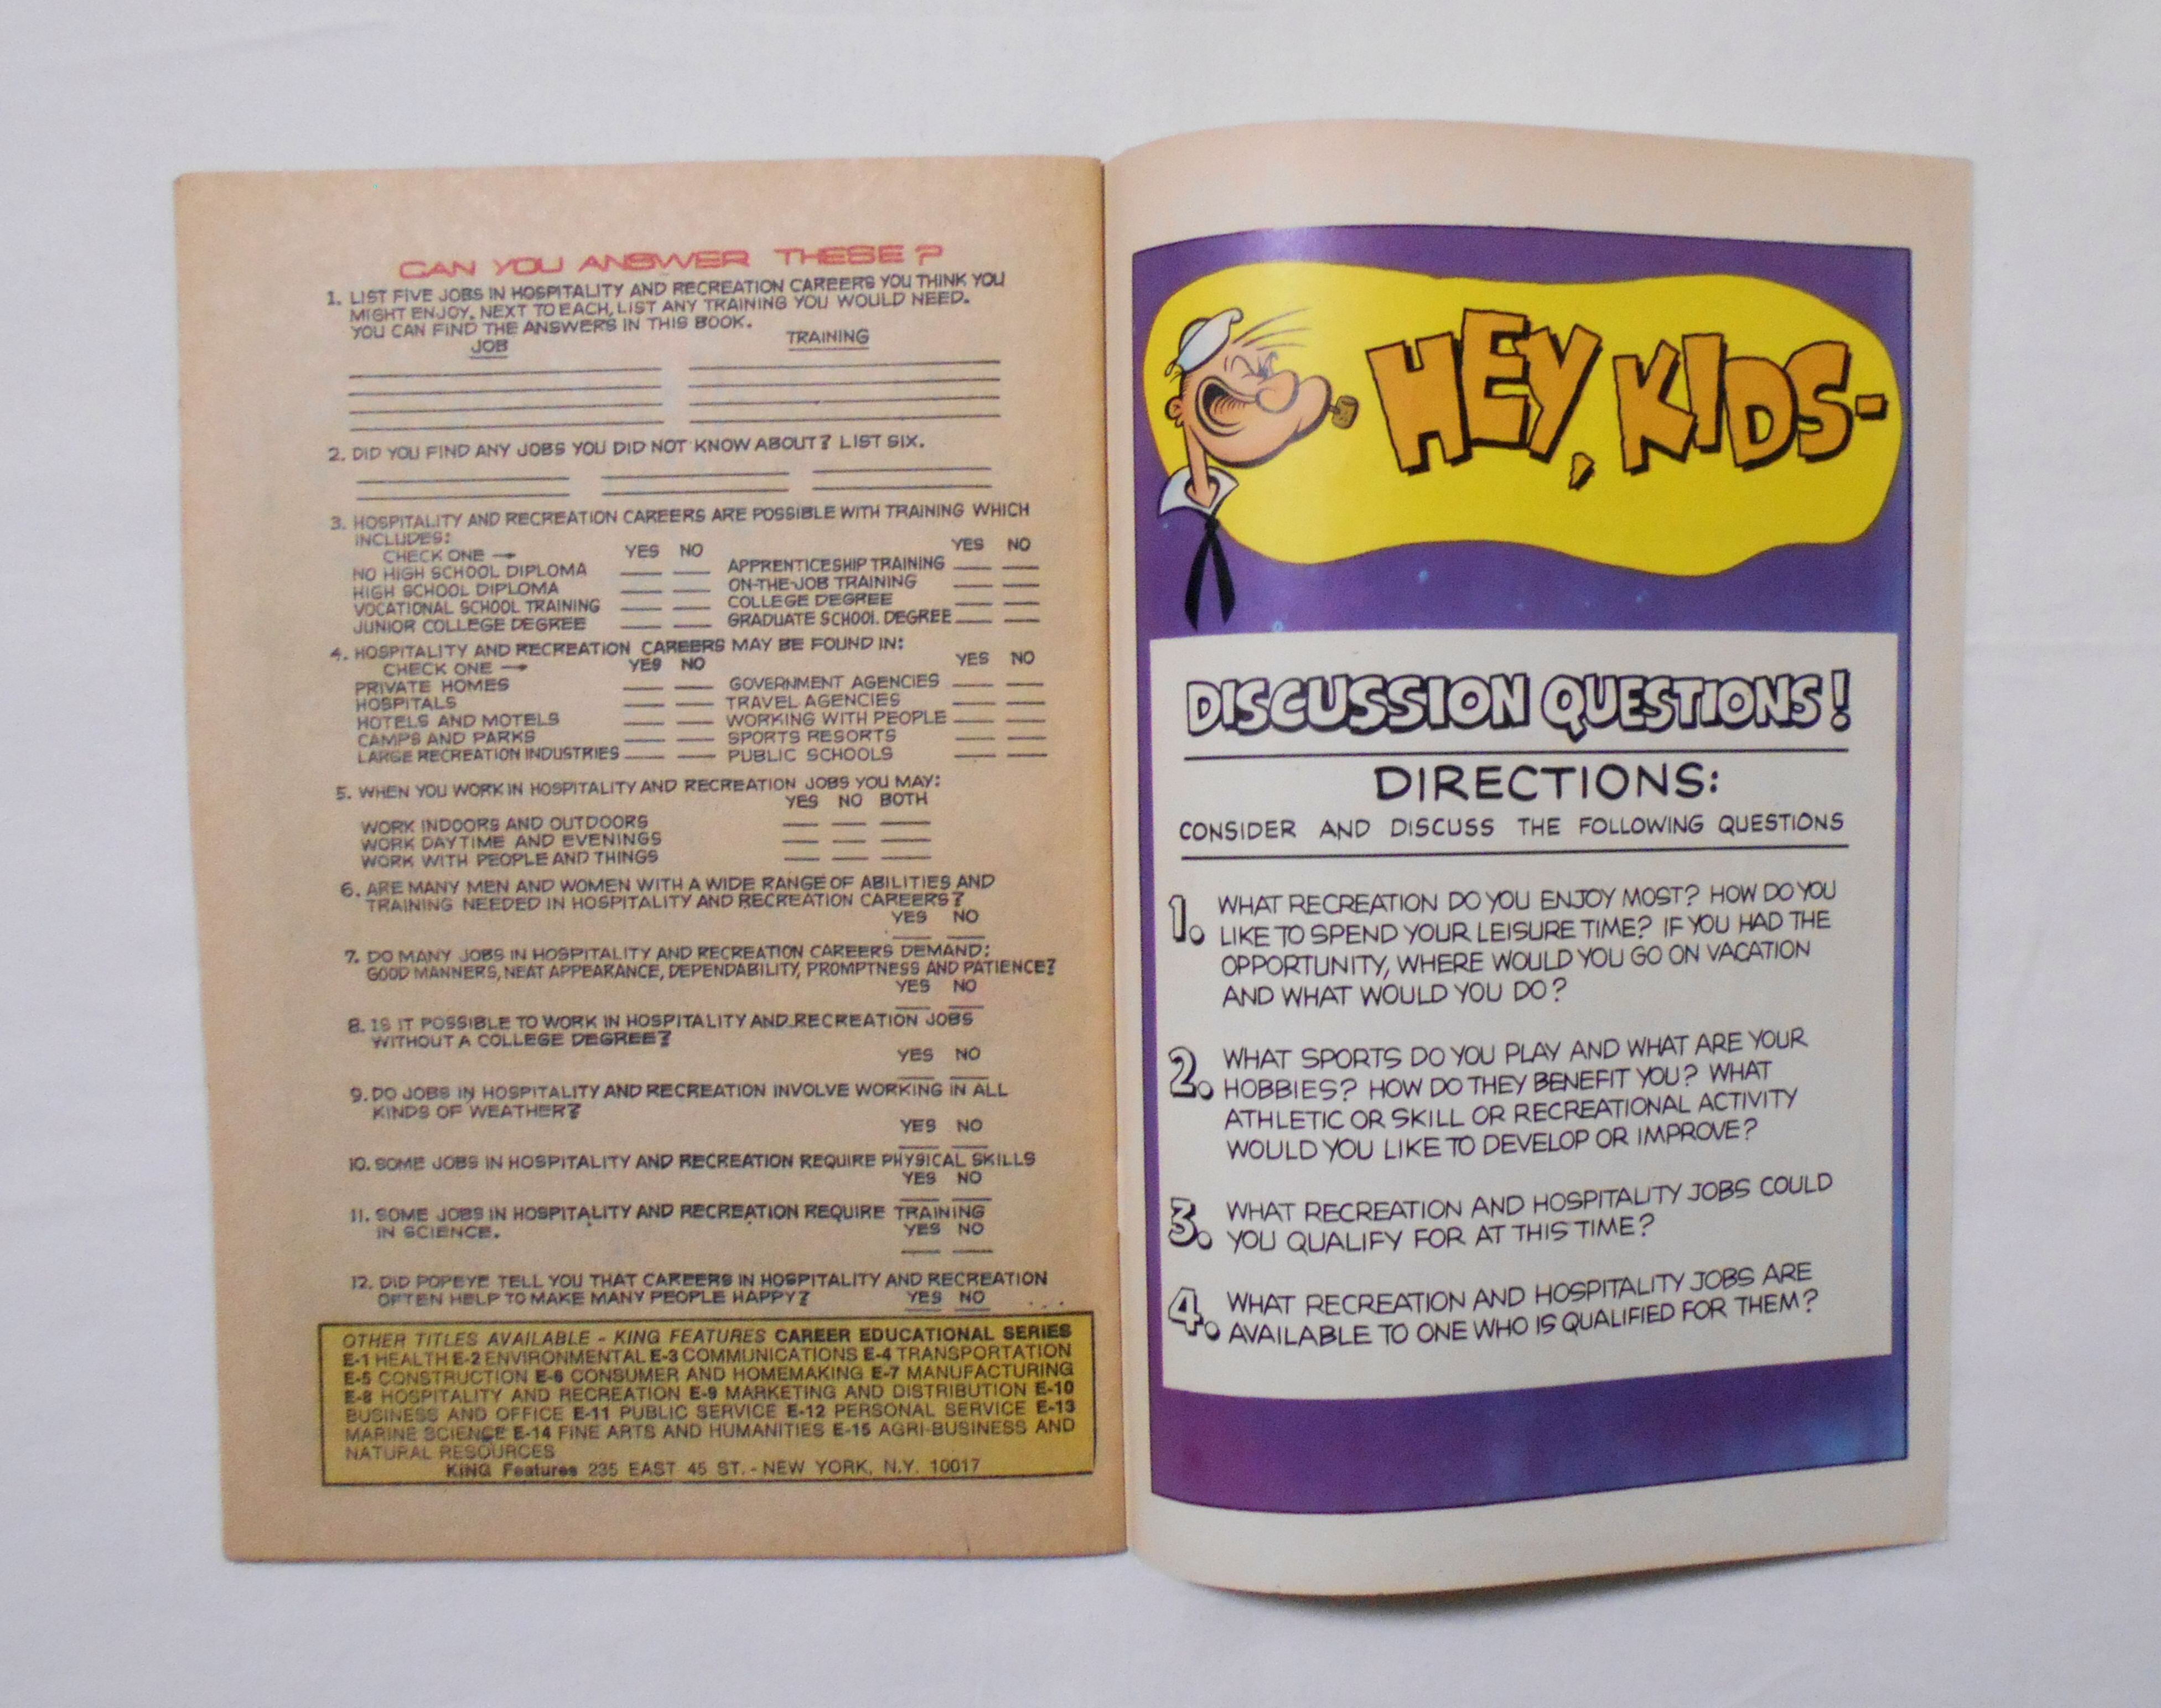 CAN YOU ANSWER THESE?
1. LIST FIVE JOBS IN HOSPITALITY AND RECREATION CAREERS YOU THINK YOU
MIGHT ENJOY. NEXT TO EACH, LIST ANY TRAINING YOU WOULD NEED.
YOU CAN FIND THE ANSWERS IN THIS BOOK.
JOB TRAINING
2. DID YOU FIND ANY JOBS YOU DID NOT KNOW ABOUT? LIST SIX.
3. HOSPITALITY AND RECREATION CAREERS ARE POSSIBLE WITH TRAINING WHICH
INCLUDES:
CHECK ONE → YES NO YES NO
NO HIGH SCHOOL DIPLOMA APPRENTICESHIP TRAINING
HIGH SCHOOL DIPLOMA ON-THE-JOB TRAINING
VOCATIONAL SCHOOL TRAINING COLLEGE DEGREE
JUNIOR COLLEGE DEGREE GRADUATE SCHOOL DEGREE
4. HOSPITALITY AND RECREATION CAREERS MAY BE FOUND IN:
CHECK ONE → YES NO YES NO
PRIVATE HOMES GOVERNMENT AGENCIES
HOSPITALS TRAVEL AGENCIES
HOTELS AND MOTELS WORKING WITH PEOPLE
CAMPS AND PARKS SPORTS RESORTS
LARGE RECREATION INDUSTRIES PUBLIC SCHOOLS
5. WHEN YOU WORK IN HOSPITALITY AND RECREATION JOBS YOU MAY:
YES NO BOTH
WORK INDOORS AND OUTDOORS
WORK DAYTIME AND EVENINGS
WORK WITH PEOPLE AND THINGS
6. ARE MANY MEN AND WOMEN WITH A WIDE RANGE OF ABILITIES AND
TRAINING NEEDED IN HOSPITALITY AND RECREATION CAREERS?
YES NO
7. DO MANY JOBS IN HOSPITALITY AND RECREATION CAREERS DEMAND:
GOOD MANNERS, NEAT APPEARANCE, DEPENDABILITY, PROMPTNESS AND PATIENCE?
YES NO
8. IS IT POSSIBLE TO WORK IN HOSPITALITY AND RECREATION JOBS
WITHOUT A COLLEGE DEGREE?
YES NO
9. DO JOBS IN HOSPITALITY AND RECREATION INVOLVE WORKING IN ALL
KINDS OF WEATHER?
YES NO
10. SOME JOBS IN HOSPITALITY AND RECREATION REQUIRE PHYSICAL SKILLS
YES NO
11. SOME JOBS IN HOSPITALITY AND RECREATION REQUIRE TRAINING
IN SCIENCE. YES NO
12. DID POPEYE TELL YOU THAT CAREERS IN HOSPITALITY AND RECREATION
OFTEN HELP TO MAKE MANY PEOPLE HAPPY? YES NO
OTHER TITLES AVAILABLE - KING FEATURES CAREER EDUCATIONAL SERIES
E-1 HEALTH E-2 ENVIRONMENTAL E-3 COMMUNICATIONS E-4 TRANSPORTATION
E-5 CONSTRUCTION E-6 CONSUMER AND HOMEMAKING E-7 MANUFACTURING
E-8 HOSPITALITY AND RECREATION E-9 MARKETING AND DISTRIBUTION E-10
BUSINESS AND OFFICE E-11 PUBLIC SERVICE E-12 PERSONAL SERVICE E-13
MARINE SCIENCE E-14 FINE ARTS AND HUMANITIES E-15 AGRI-BUSINESS AND
NATURAL RESOURCES
KING Features 235 EAST 45 ST. - NEW YORK, N.Y. 10017
HEY, KIDS-
DISCUSSION QUESTIONS!
DIRECTIONS:
CONSIDER AND DISCUSS THE FOLLOWING QUESTIONS
1. WHAT RECREATION DO YOU ENJOY MOST? HOW DO YOU
LIKE TO SPEND YOUR LEISURE TIME? IF YOU HAD THE
OPPORTUNITY, WHERE WOULD YOU GO ON VACATION
AND WHAT WOULD YOU DO?
2. WHAT SPORTS DO YOU PLAY AND WHAT ARE YOUR
HOBBIES? HOW DO THEY BENEFIT YOU? WHAT
ATHLETIC OR SKILL OR RECREATIONAL ACTIVITY
WOULD YOU LIKE TO DEVELOP OR IMPROVE?
3. WHAT RECREATION AND HOSPITALITY JOBS COULD
YOU QUALIFY FOR AT THIS TIME?
4. WHAT RECREATION AND HOSPITALITY JOBS ARE
AVAILABLE TO ONE WHO IS QUALIFIED FOR THEM?